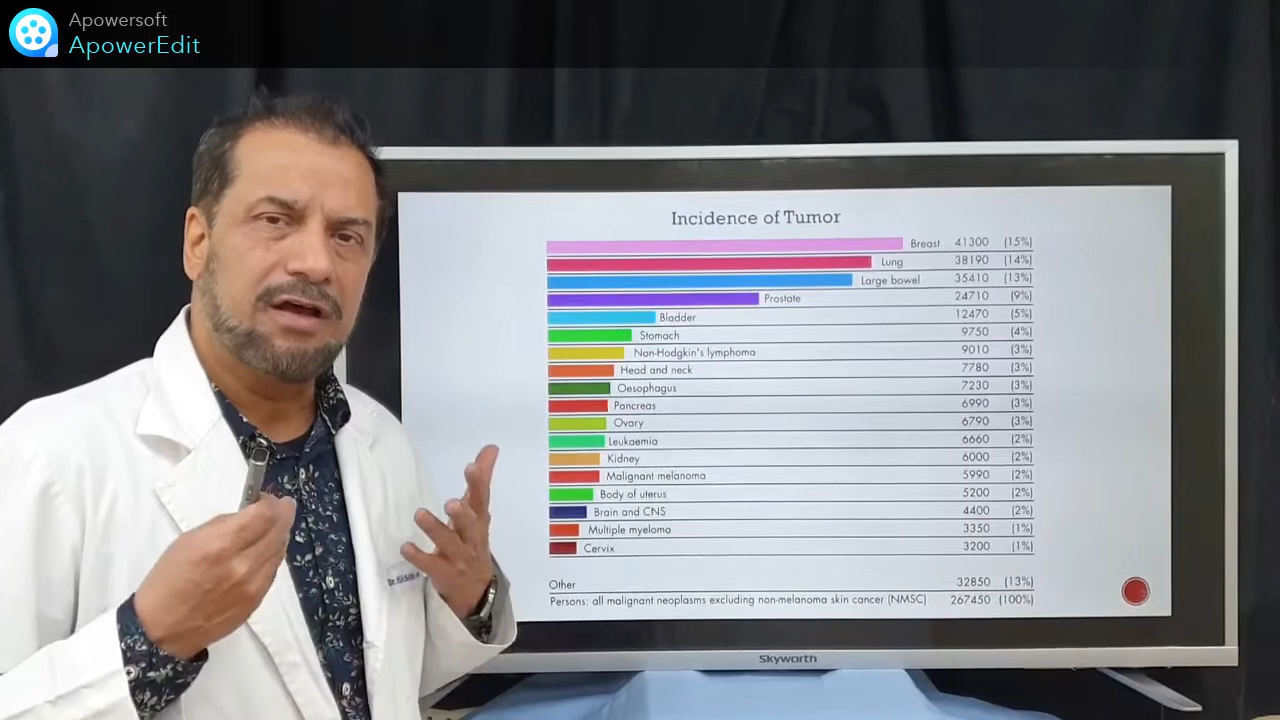 Apowersoft
ApowerEdit
Incidence of Tumor
Breast 41300 (15%)
Lung 38190 (14%)
Large bowel 35410 (13%)
Prostate 24710 (9%)
Bladder 12470 (5%)
Stomach 9750 (4%)
Non-Hodgkin's lymphoma 9010 (3%)
Head and neck 7780 (3%)
Oesophagus 7230 (3%)
Pancreas 6990 (3%)
Ovary 6790 (3%)
Leukaemia 6660 (2%)
Kidney 6000 (2%)
Malignant melanoma 5990 (2%)
Body of uterus 5200 (2%)
Brain and CNS 4400 (2%)
Multiple myeloma 3350 (1%)
Cervix 3200 (1%)
Other 32850 (13%)
Persons: all malignant neoplasms excluding non-melanoma skin cancer (NMSC) 267450 (100%)
Skyworth